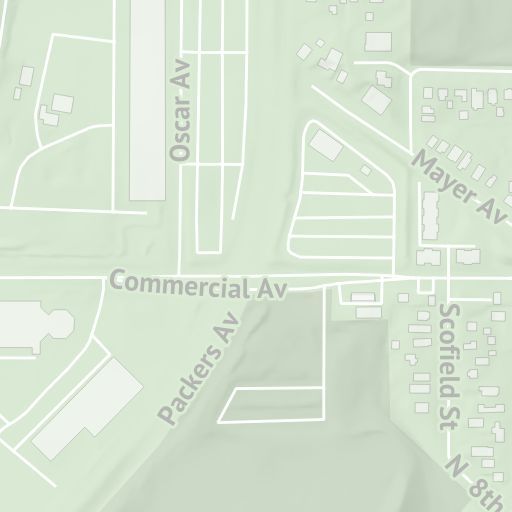 Oscar Av
Mayer Av
Commercial Av
Packers Av
Scofield St
N 8th